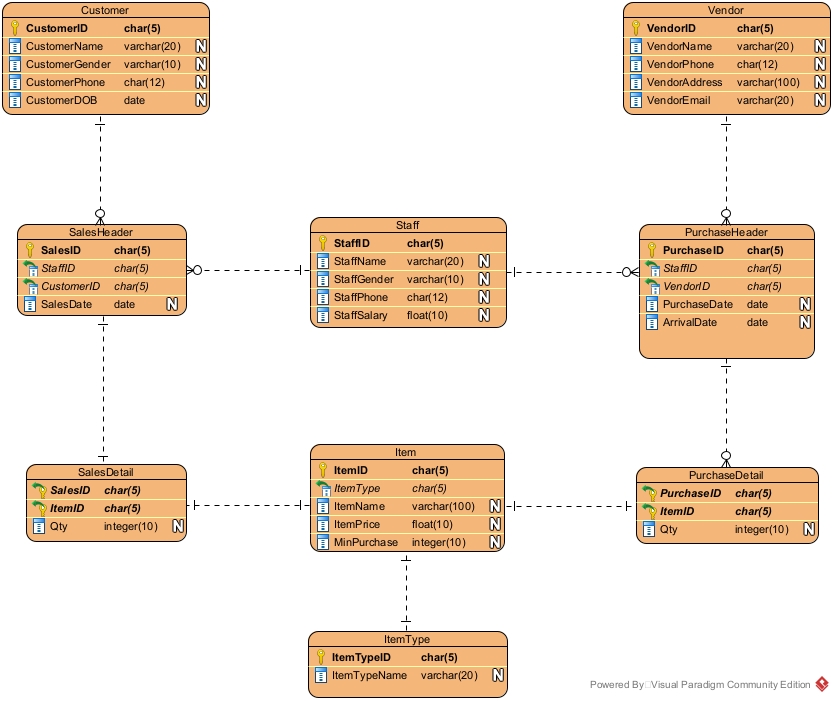 Customer
CustomerID char(5)
CustomerName varchar(20) N
CustomerGender varchar(10) N
CustomerPhone char(12) N
CustomerDOB date N
Vendor
VendorID char(5)
VendorName varchar(20) N
VendorPhone char(12) N
VendorAddress varchar(100) N
VendorEmail varchar(20) N
SalesHeader
SalesID char(5)
StaffID char(5)
CustomerID char(5)
SalesDate date N
Staff
StaffID char(5)
StaffName varchar(20) N
StaffGender varchar(10) N
StaffPhone char(12) N
StaffSalary float(10) N
PurchaseHeader
PurchaseID char(5)
StaffID char(5)
VendorID char(5)
PurchaseDate date N
ArrivalDate date N
SalesDetail
SalesID char(5)
ItemID char(5)
Qty integer(10) N
Item
ItemID char(5)
ItemType char(5)
ItemName varchar(100) N
ItemPrice float(10) N
MinPurchase integer(10) N
PurchaseDetail
PurchaseID char(5)
ItemID char(5)
Qty integer(10) N
ItemType
ItemTypeID char(5)
ItemTypeName varchar(20) N
Powered By Visual Paradigm Community Edition